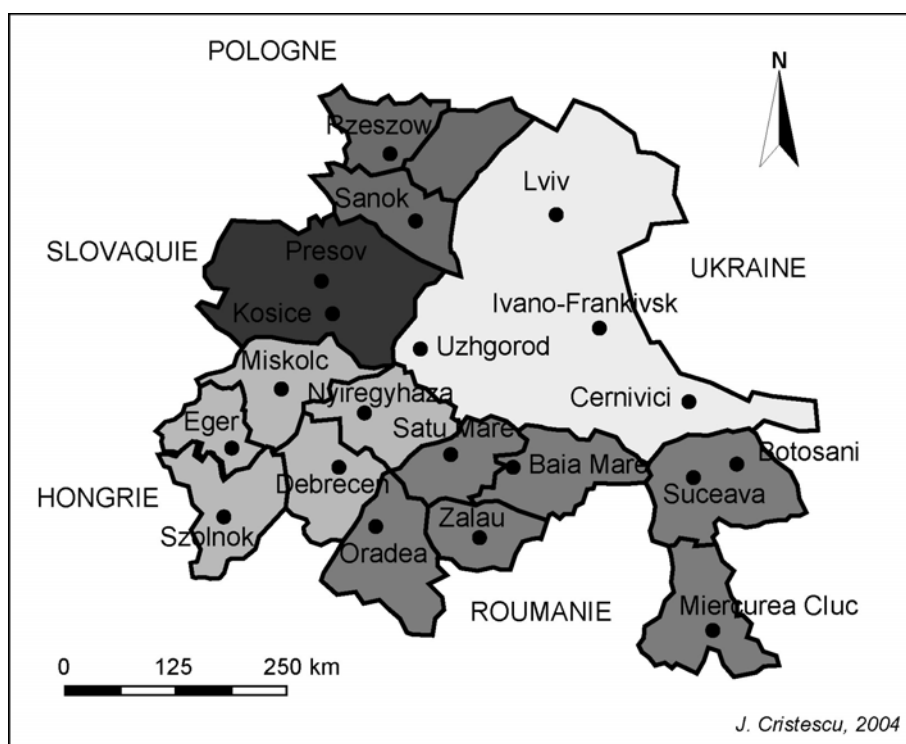 POLOGNE
N
Rzeszow
Lviv
Sanok
SLOVAQUIE
Presov
UKRAINE
Kosice
Ivano-Frankivsk
Uzhgorod
Miskolc
Nyiregyhaza
Cernivici
Eger
Satu Mare
Botosani
Baia Mare
HONGRIE
Debrecen
Suceava
Szolnok
Zalau
Oradea
ROUMANIE
Miercurea Cluc
0 125 250 km
J. Cristescu, 2004